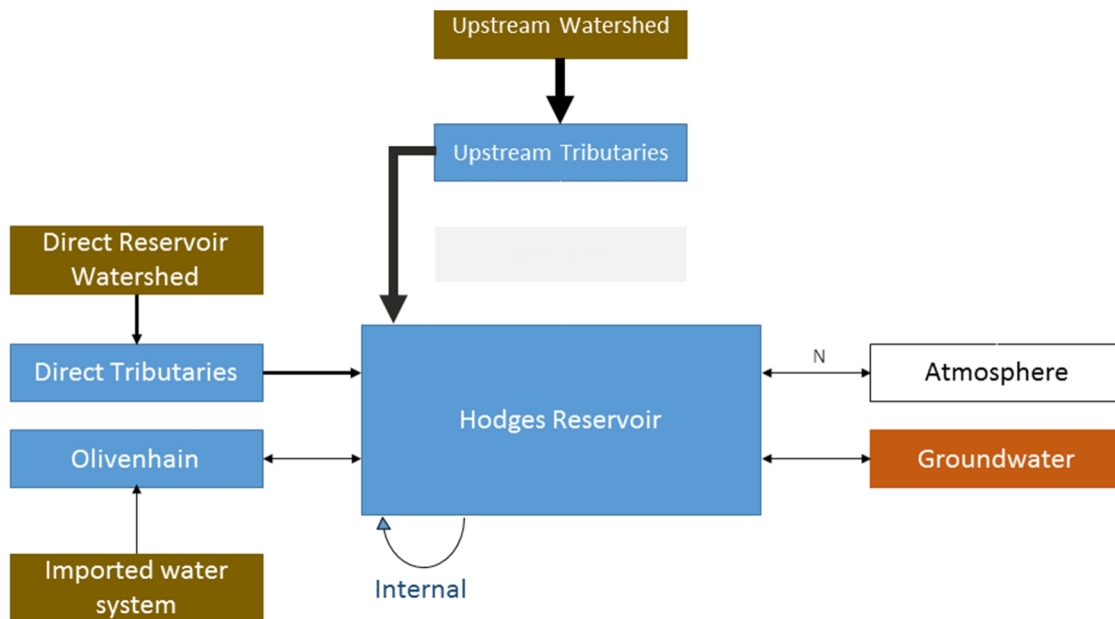 Upstream Watershed
Upstream Tributaries
Direct Reservoir
Watershed
Direct Tributaries
Hodges Reservoir
N
Atmosphere
Olivenhain
Groundwater
Imported water
system
Internal